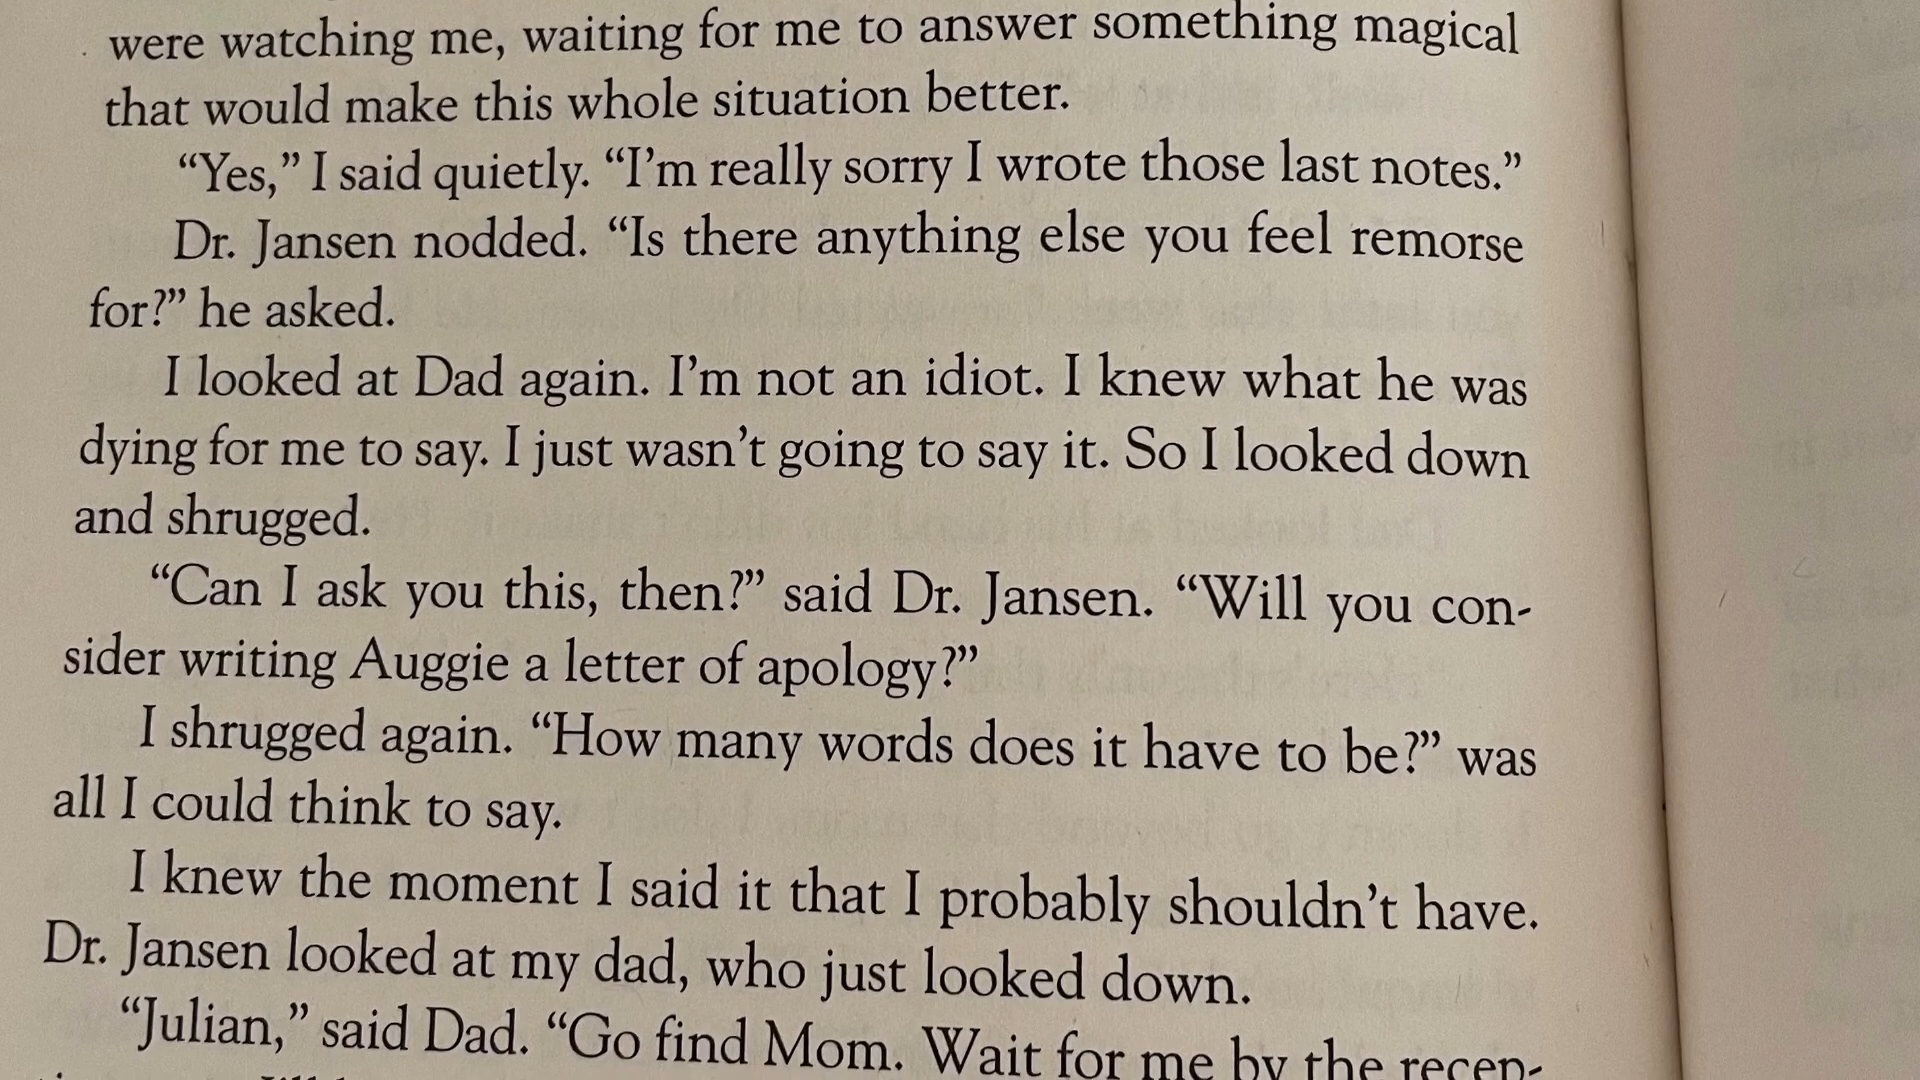 were watching me, waiting for me to answer something magical
that would make this whole situation better.
“Yes,” I said quietly. “I’m really sorry I wrote those last notes.”
Dr. Jansen nodded. “Is there anything else you feel remorse
for?” he asked.
I looked at Dad again. I’m not an idiot. I knew what he was
dying for me to say. I just wasn’t going to say it. So I looked down
and shrugged.
“Can I ask you this, then?” said Dr. Jansen. “Will you con-
sider writing Auggie a letter of apology?”
I shrugged again. “How many words does it have to be?” was
all I could think to say.
I knew the moment I said it that I probably shouldn’t have.
Dr. Jansen looked at my dad, who just looked down.
“Julian,” said Dad. “Go find Mom. Wait for me by the recep-